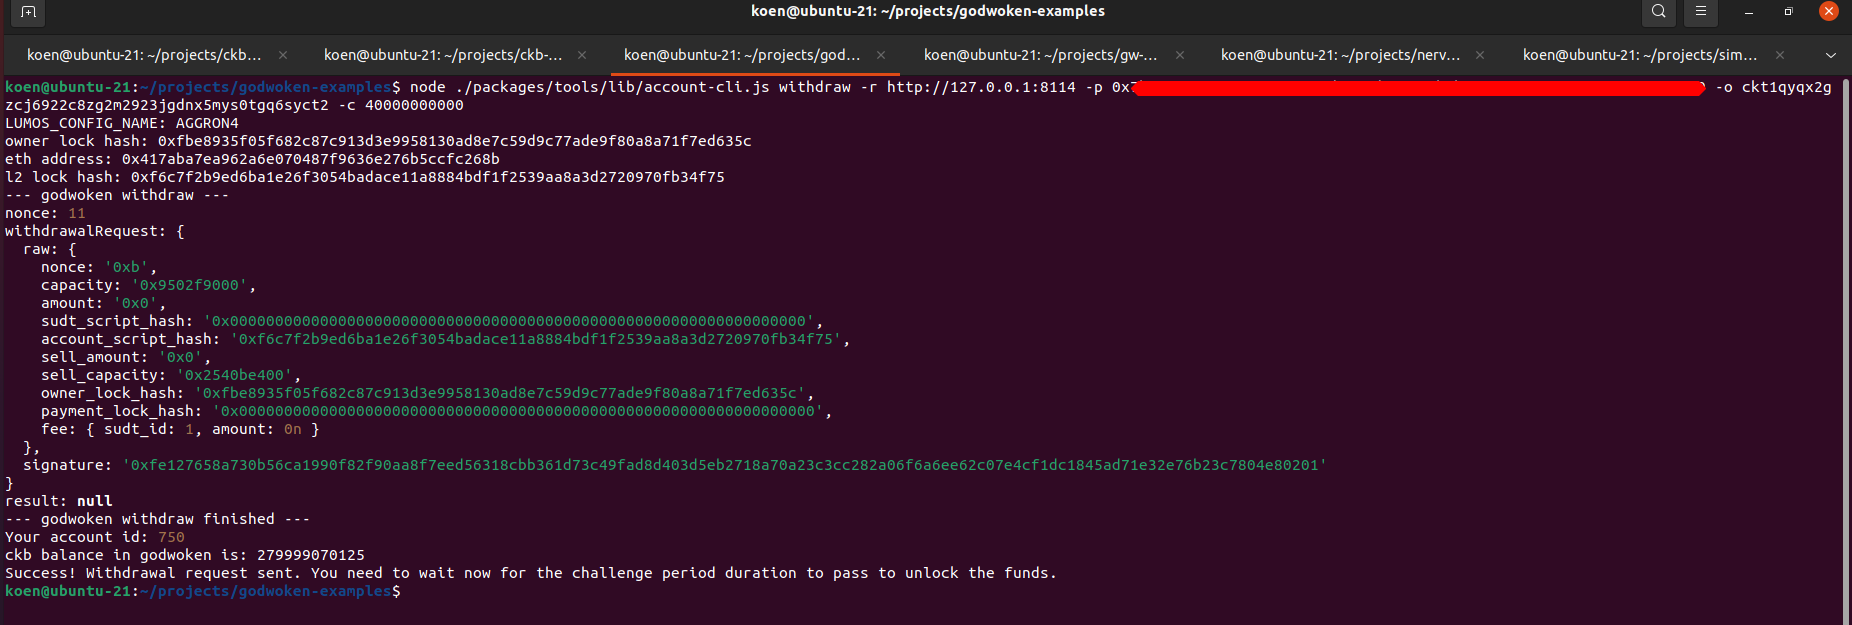 koen@ubuntu-21: ~/projects/godwoken-examples
koen@ubuntu-21: ~/projects/ckb... koen@ubuntu-21: ~/projects/ckb-... koen@ubuntu-21: ~/projects/god... koen@ubuntu-21: ~/projects/gw-... koen@ubuntu-21: ~/projects/nerv... koen@ubuntu-21: ~/projects/sim...
koen@ubuntu-21:~/projects/godwoken-examples$ node ./packages/tools/lib/account-cli.js withdraw -r http://127.0.0.1:8114 -p -o ckt1qyqx2g
zcj6922c8zg2m2923jgdnx5mys0tgq6syct2 -c 40000000000
LUMOS_CONFIG_NAME: AGGRON4
owner lock hash: 0xfbe8935f05f682c87c913d3e9958130ad8e7c59d9c77ade9f80a8a71f7ed635c
eth address: 0x417aba7ea962a6e070487f9636e276b5ccfc268b
l2 lock hash: 0xf6c7f2b9ed6ba1e26f3054badace11a8884bdf1f2539aa8a3d2720970fb34f75
--- godwoken withdraw ---
nonce: 11
withdrawalRequest: {
raw: {
nonce: '0xb',
capacity: '0x9502f9000',
amount: '0x0',
sudt_script_hash: '0x0000000000000000000000000000000000000000000000000000000000000000',
account_script_hash: '0xf6c7f2b9ed6ba1e26f3054badace11a8884bdf1f2539aa8a3d2720970fb34f75',
sell_amount: '0x0',
sell_capacity: '0x2540be400',
owner_lock_hash: '0xfbe8935f05f682c87c913d3e9958130ad8e7c59d9c77ade9f80a8a71f7ed635c',
payment_lock_hash: '0x0000000000000000000000000000000000000000000000000000000000000000',
fee: { sudt_id: 1, amount: 0n }
},
signature: '0xfe127658a730b56ca1990f82f90aa8f7eed56318cbb361d73c49fad8d403d5eb2718a70a23c3cc282a06f6a6ee62c07e4cf1dc1845ad71e32e76b23c7804e80201'
}
result: null
--- godwoken withdraw finished ---
Your account id: 750
ckb balance in godwoken is: 279999070125
Success! Withdrawal request sent. You need to wait now for the challenge period duration to pass to unlock the funds.
koen@ubuntu-21:~/projects/godwoken-examples$